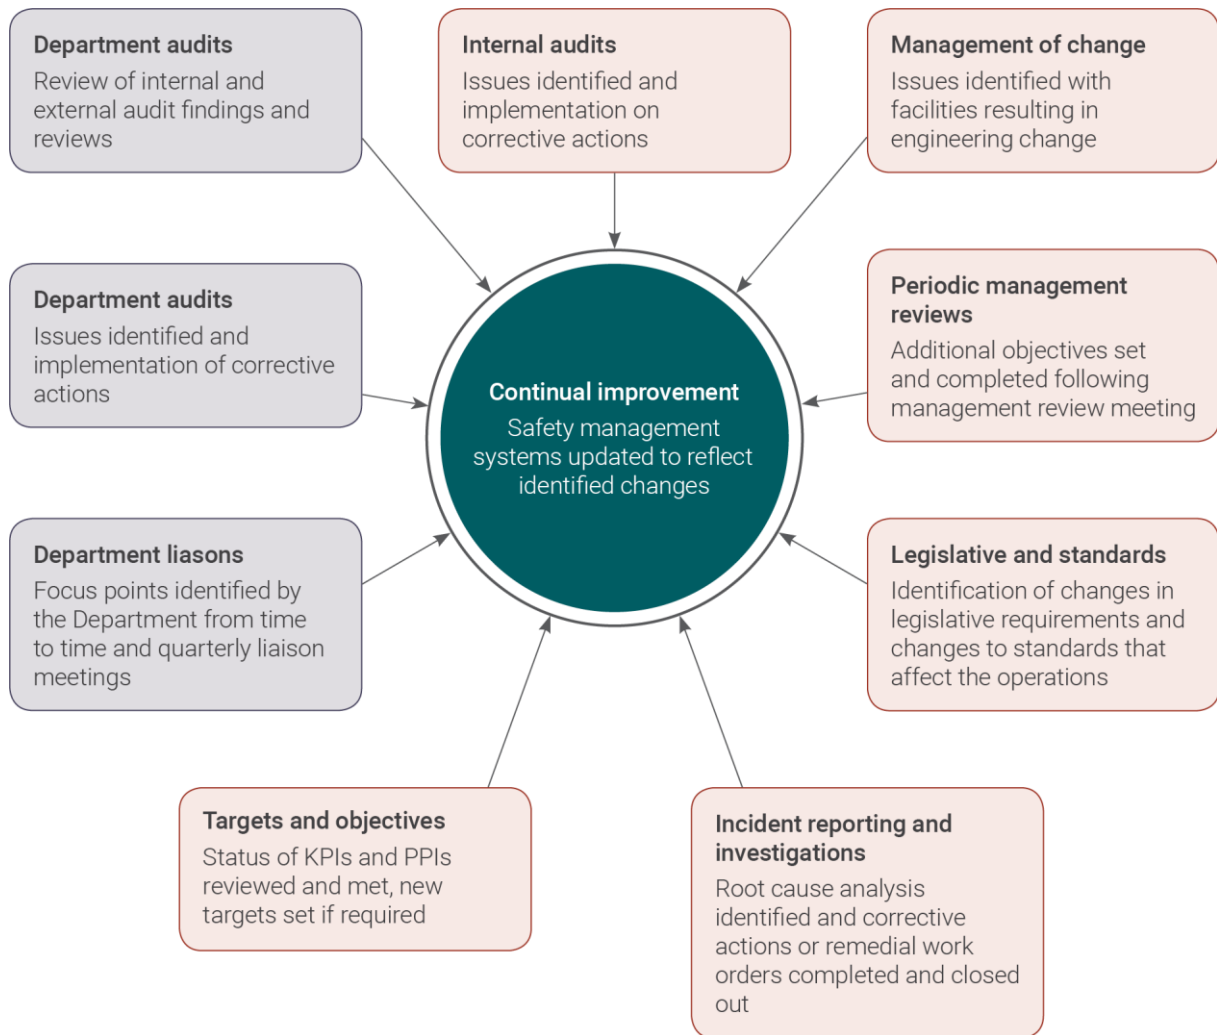 Department audits
Review of internal and
external audit findings and
reviews
Internal audits
Issues identified and
implementation on
corrective actions
Management of change
Issues identified with
facilities resulting in
engineering change
Department audits
Issues identified and
implementation of corrective
actions
Continual improvement
Safety management
systems updated to reflect
identified changes
Periodic management
reviews
Additional objectives set
and completed following
management review meeting
Department liasons
Focus points identified by
the Department from time
to time and quarterly liaison
meetings
Legislative and standards
Identification of changes in
legislative requirements and
changes to standards that
affect the operations
Targets and objectives
Status of KPIs and PPIs
reviewed and met, new
targets set if required
Incident reporting and
investigations
Root cause analysis
identified and corrective
actions or remedial work
orders completed and closed
out